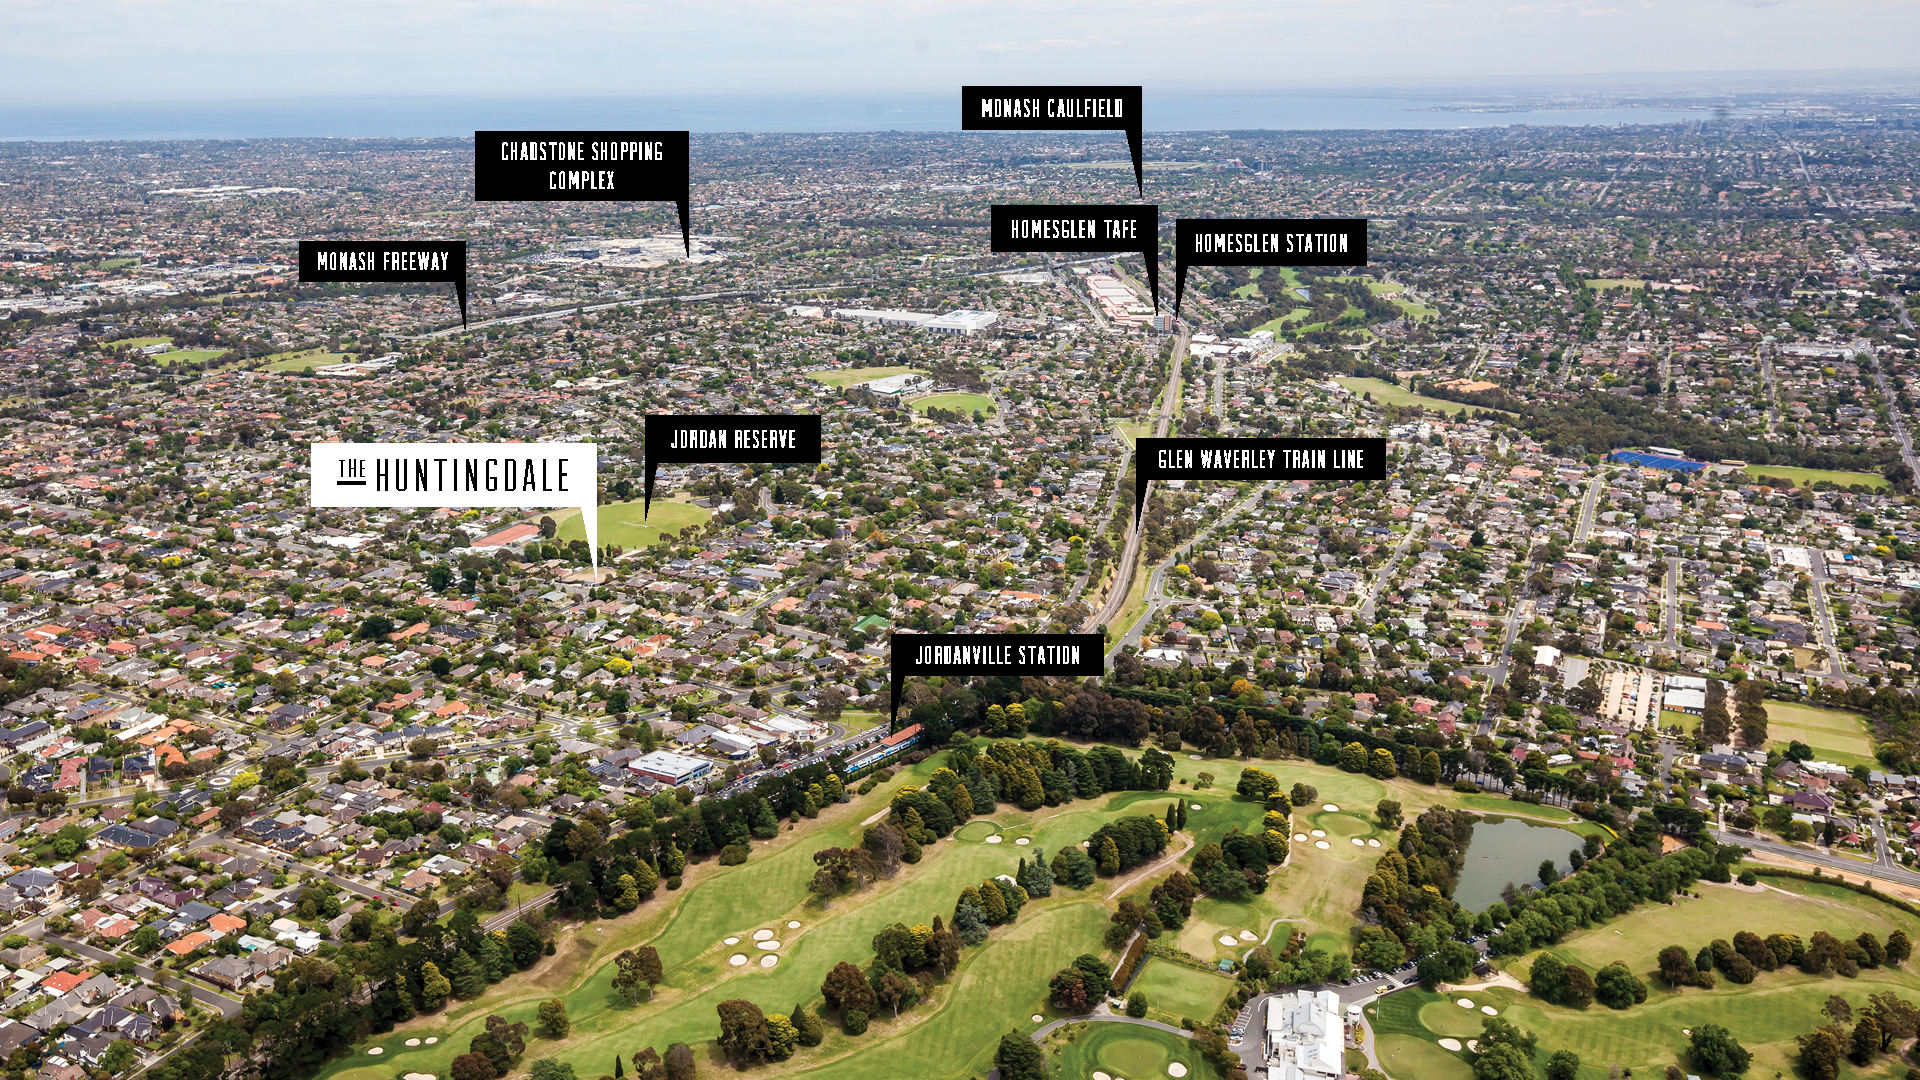 MONASH CAULFIELD
CHADSTONE SHOPPING
COMPLEX
HOMESGLEN TAFE
HOMESGLEN STATION
MONASH FREEWAY
JORDAN RESERVE
THE HUNTINGDALE
GLEN WAVERLEY TRAIN LINE
JORDANVILLE STATION